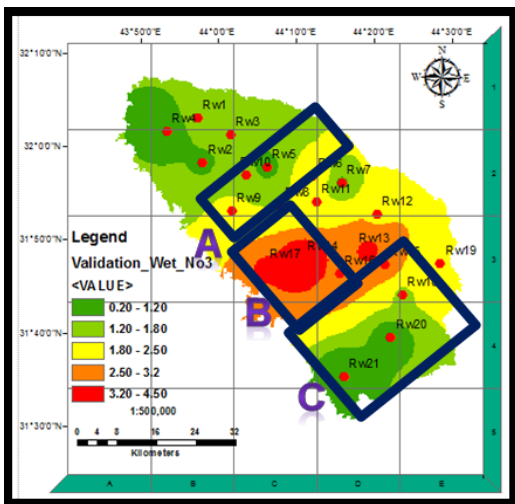 43°50'0"E 44°0'0"E 44°10'0"E 44°20'0"E 44°30'0"E
32°10'0"N
N
W E
S
1
Rw1
Rw4 Rw3
32°0'0"N
2
Rw2 Rw10 Rw5 Rw6 Rw7
Rw9 Rw8 Rw11
Rw12
A
31°50'0"N
Legend
Validation_Wet_No3
<VALUE>
0.20 - 1.20
1.20 - 1.80
1.80 - 2.50
2.50 - 3.2
3.20 - 4.50
1:500,000
0 4 8 16 24 32
Kilometers
Rw13
Rw17 Rw19
3
B
31°40'0"N
Rw20
4
Rw21
C
31°30'0"N
5
A B C D E